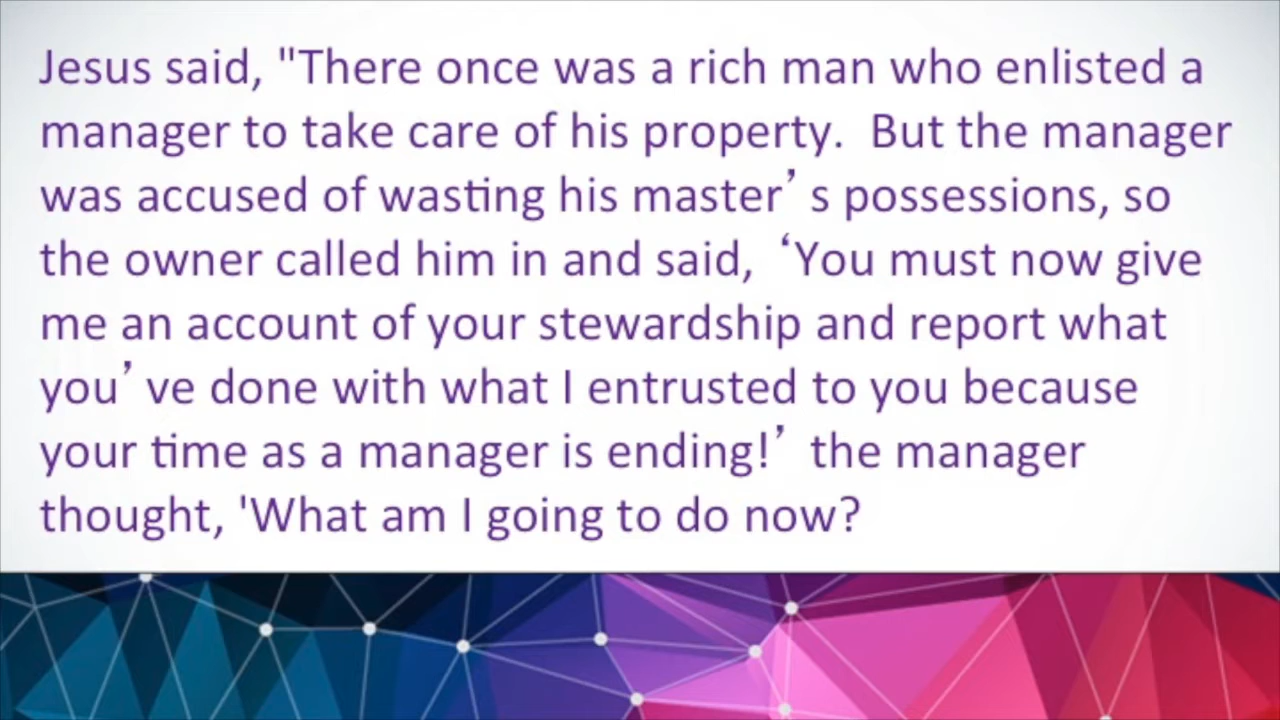 Jesus said, "There once was a rich man who enlisted a
manager to take care of his property.  But the manager
was accused of wasting his master’ s possessions, so
the owner called him in and said,  ‘You must now give
me an account of your stewardship and report what
you’ ve done with what I entrusted to you because
your time as a manager is ending!’  the manager
thought, 'What am I going to do now?